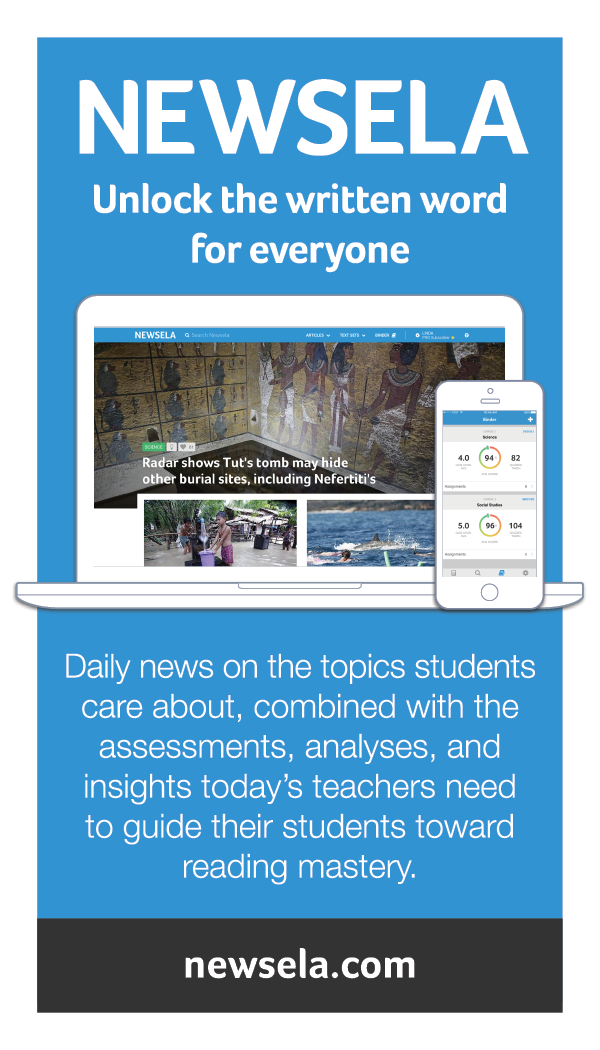 NEWSELA
Unlock the written word
for everyone
NEWSELA Search Newsela ARTICLES TEXT SETS BINDER
SCIENCE
Radar shows Tut's tomb may hide
other burial sites, including Nefertiti's
Binder
Science
4.0 94 82
Assignments
Social Studies
5.0 96 104
Assignments
Daily news on the topics students
care about, combined with the
assessments, analyses, and
insights today's teachers need
to guide their students toward
reading mastery.
newsela.com